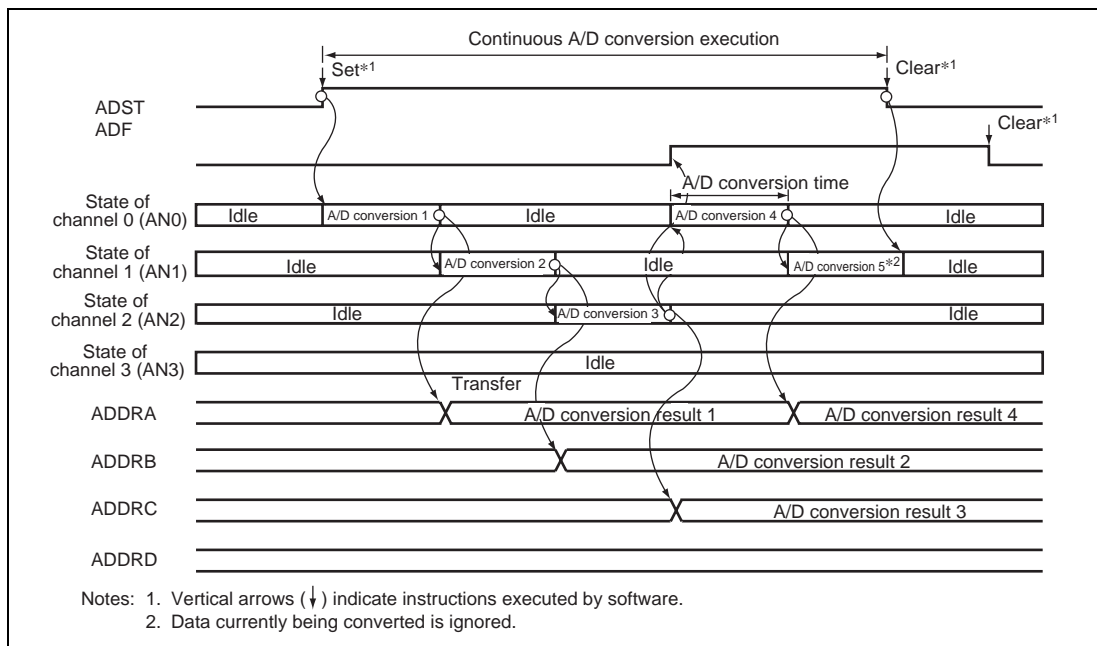 Continuous A/D conversion execution
Set*1
Clear*1
ADST
ADF
Clear*1
A/D conversion time
State of
channel 0 (AN0)
Idle
A/D conversion 1
Idle
A/D conversion 4
Idle
State of
channel 1 (AN1)
Idle
A/D conversion 2
Idle
A/D conversion 5*2
Idle
State of
channel 2 (AN2)
Idle
A/D conversion 3
Idle
State of
channel 3 (AN3)
Idle
Transfer
ADDRA
A/D conversion result 1
A/D conversion result 4
ADDRB
A/D conversion result 2
ADDRC
A/D conversion result 3
ADDRD
Notes: 1. Vertical arrows (↓) indicate instructions executed by software.
2. Data currently being converted is ignored.